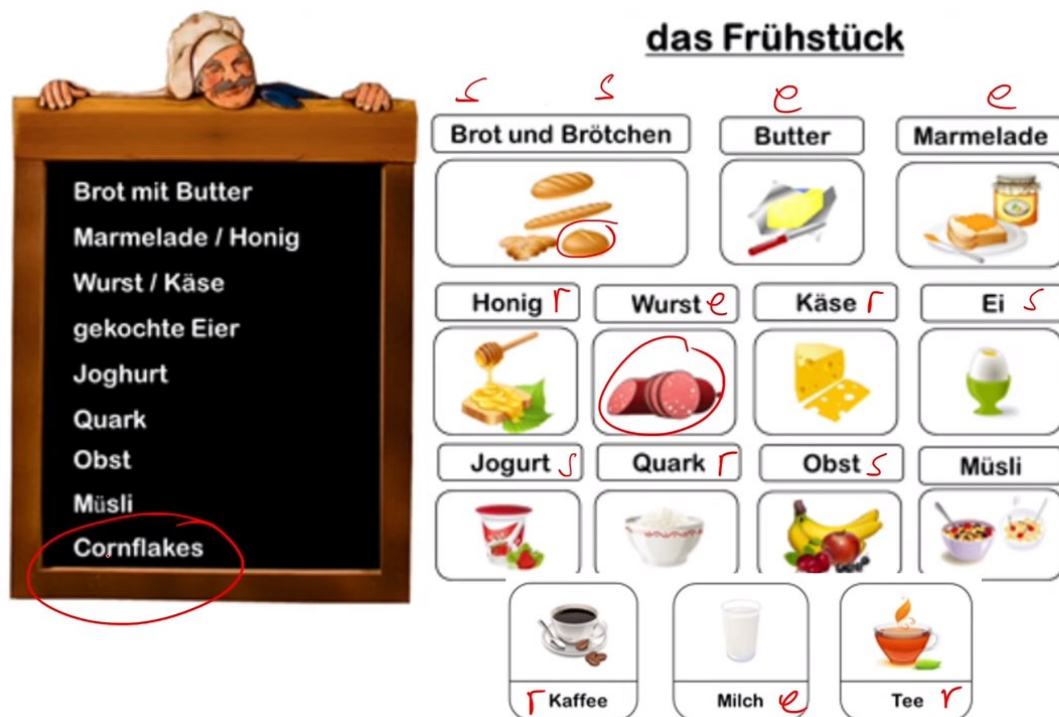 das Frühstück
Brot mit Butter
Marmelade / Honig
Wurst / Käse
gekochte Eier
Joghurt
Quark
Obst
Müsli
Cornflakes
s s e e
Brot und Brötchen Butter Marmelade
Honig r Wurst e Käse r Ei s
Jogurt s Quark r Obst s Müsli
r Kaffee Milch e Tee r